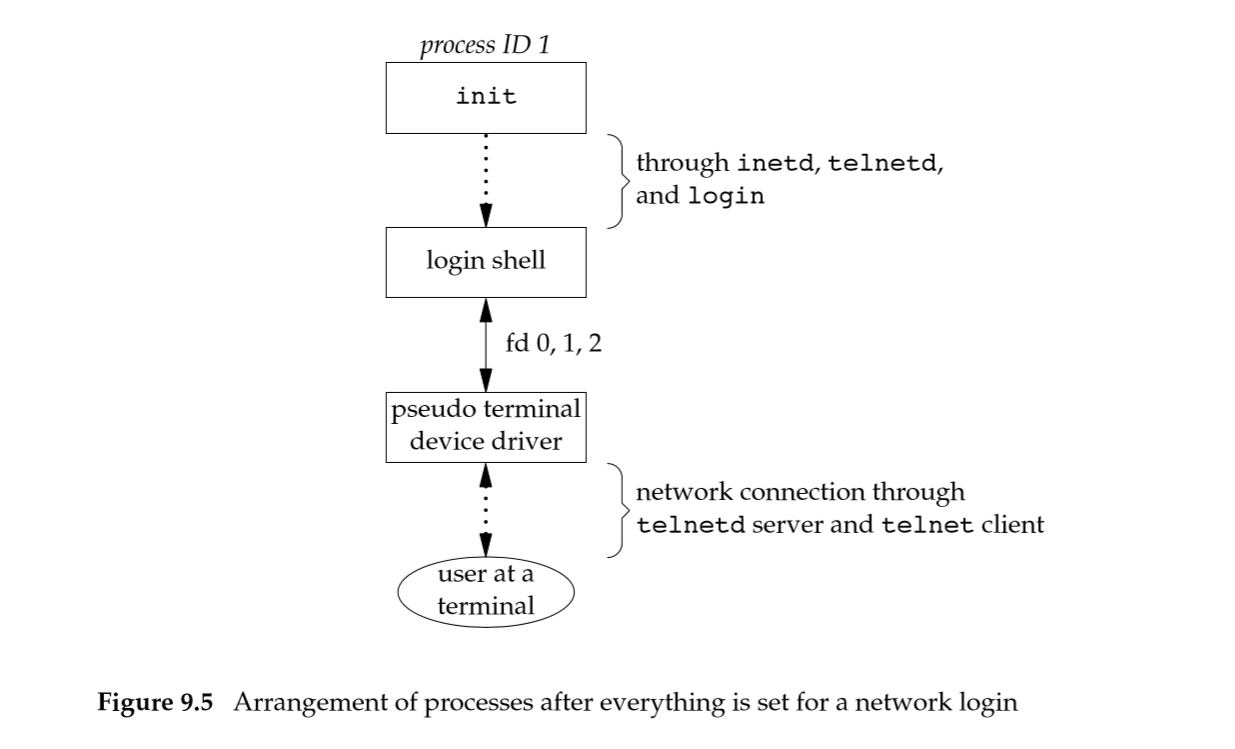 process ID 1
init
through inetd, telnetd,
and login
login shell
fd 0, 1, 2
pseudo terminal
device driver
network connection through
telnetd server and telnet client
user at a
terminal
Figure 9.5 Arrangement of processes after everything is set for a network login